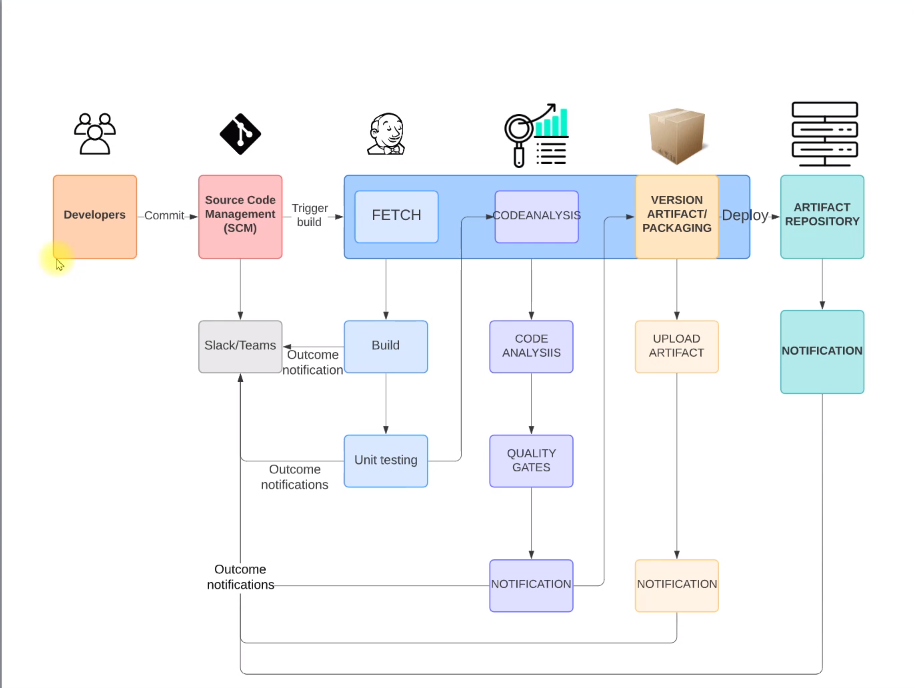 Developers
Commit
Source Code
Management
(SCM)
Trigger
build
FETCH
CODEANALYSIS
VERSION
ARTIFACT/
PACKAGING
Deploy
ARTIFACT
REPOSITORY
Slack/Teams
Outcome
notification
Build
CODE
ANALYSIIS
UPLOAD
ARTIFACT
NOTIFICATION
Outcome
notifications
Unit testing
QUALITY
GATES
Outcome
notifications
NOTIFICATION
NOTIFICATION